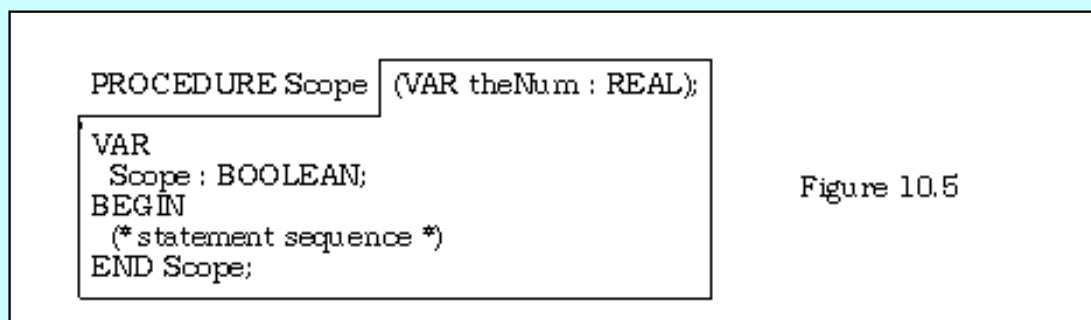 PROCEDURE Scope (VAR theNum : REAL);
VAR
Scope : BOOLEAN;
BEGIN
(* statement sequence *)
END Scope;
Figure 10.5